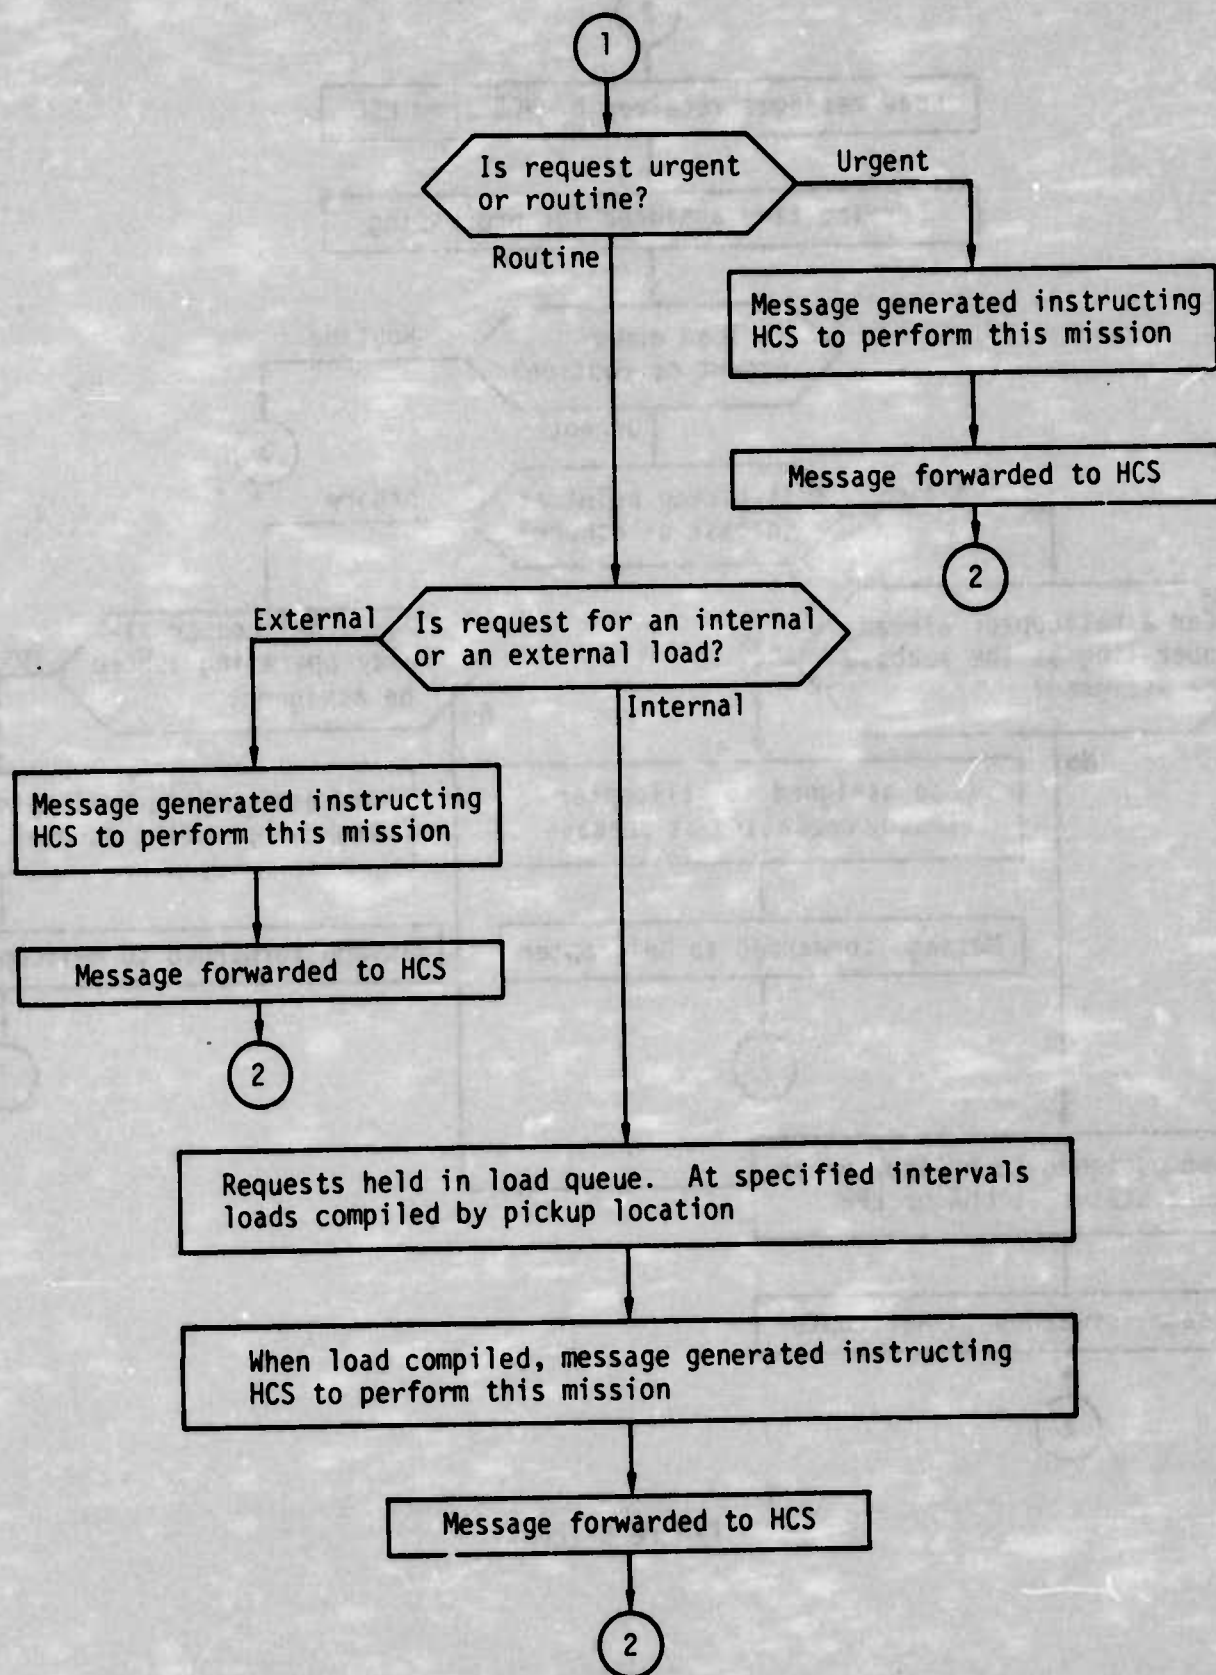 1
Is request urgent
or routine?
Urgent
Routine
Message generated instructing
HCS to perform this mission
Message forwarded to HCS
2
External
Is request for an internal
or an external load?
Internal
Message generated instructing
HCS to perform this mission
Message forwarded to HCS
2
Requests held in load queue. At specified intervals
loads compiled by pickup location
When load compiled, message generated instructing
HCS to perform this mission
Message forwarded to HCS
2